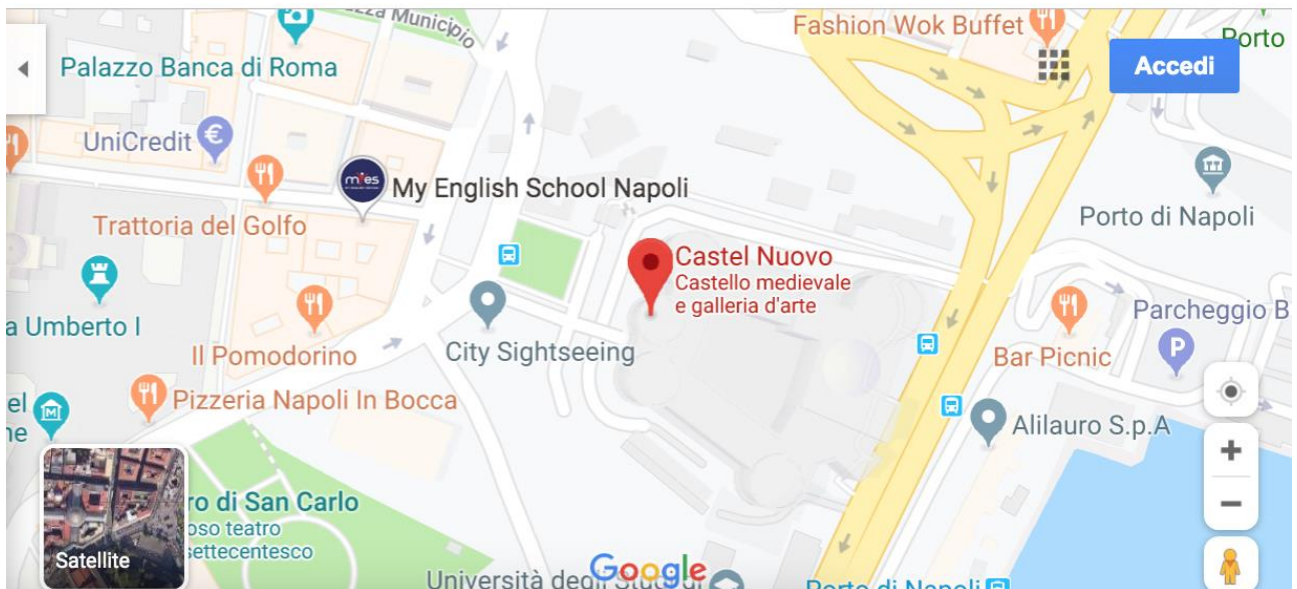 Municipio
Fashion Wok Buffet
Porto
Palazzo Banca di Roma
Accedi
UniCredit
mYes
My English School Napoli
Trattoria del Golfo
Porto di Napoli
Castel Nuovo
Castello medievale
e galleria d'arte
Umberto I
Parcheggio B
P
Il Pomodorino
City Sightseeing
Bar Picnic
Pizzeria Napoli In Bocca
Alilauro S.p.A
ro di San Carlo
oso teatro
settecentesco
Satellite
Google
Università degli Studi di
Porto di Napoli